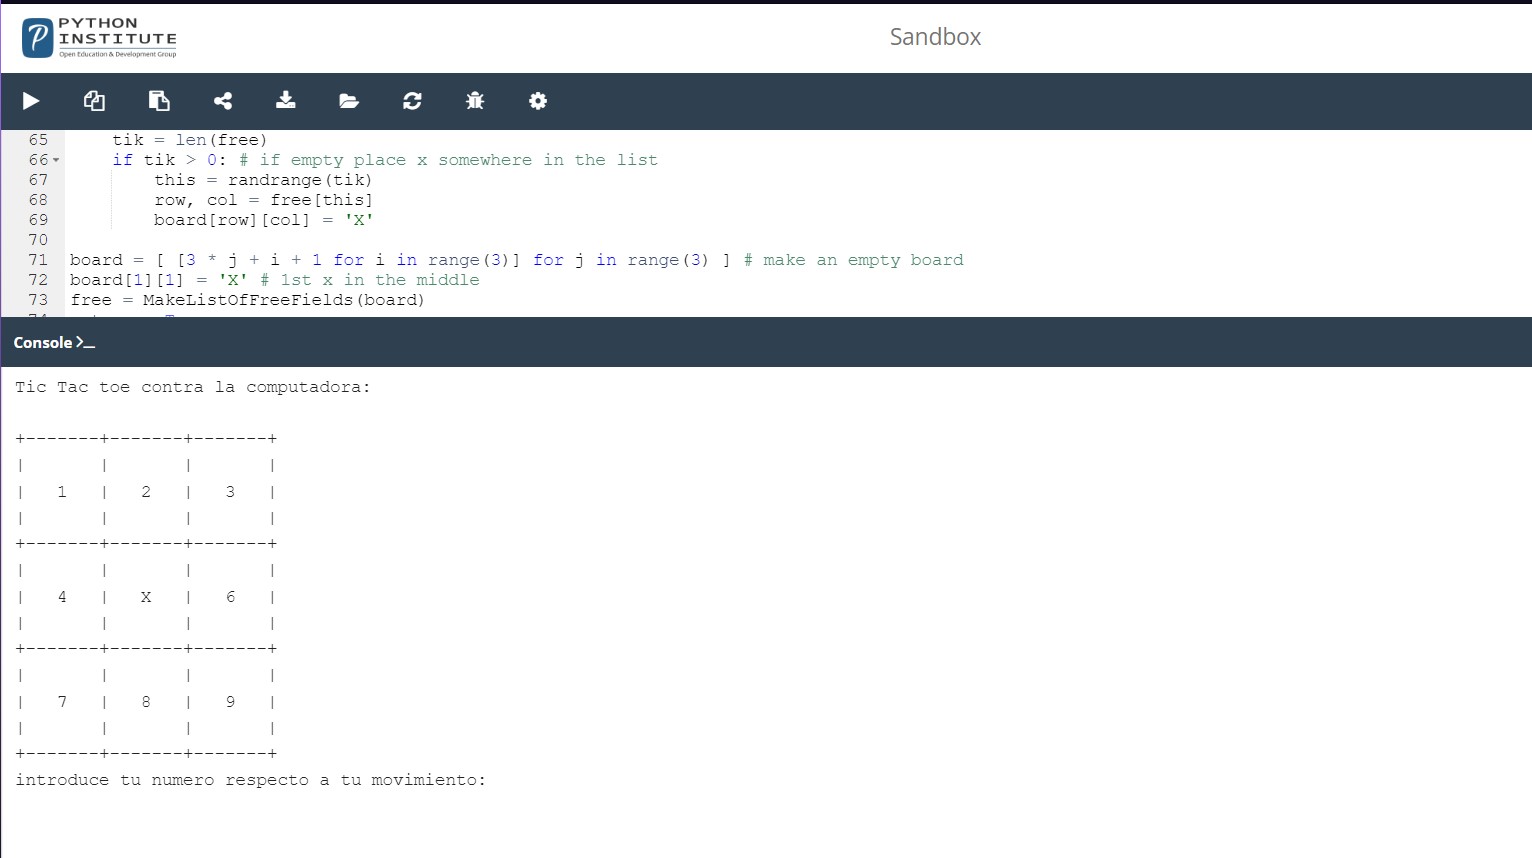 PYTHON
INSTITUTE
Open Education & Development Group
Sandbox
65 tik = len(free)
66 if tik > 0: # if empty place x somewhere in the list
67 this = randrange(tik)
68 row, col = free[this]
69 board[row][col] = 'X'
70
71 board = [ [3 * j + i + 1 for i in range(3)] for j in range(3) ] # make an empty board
72 board[1][1] = 'X' # 1st x in the middle
73 free = MakeListOfFreeFields(board)
Console >_
Tic Tac toe contra la computadora:
+-------+-------+-------+
|       |       |       |
|   1   |   2   |   3   |
|       |       |       |
+-------+-------+-------+
|       |       |       |
|   4   |   X   |   6   |
|       |       |       |
+-------+-------+-------+
|       |       |       |
|   7   |   8   |   9   |
|       |       |       |
+-------+-------+-------+
introduce tu numero respecto a tu movimiento: